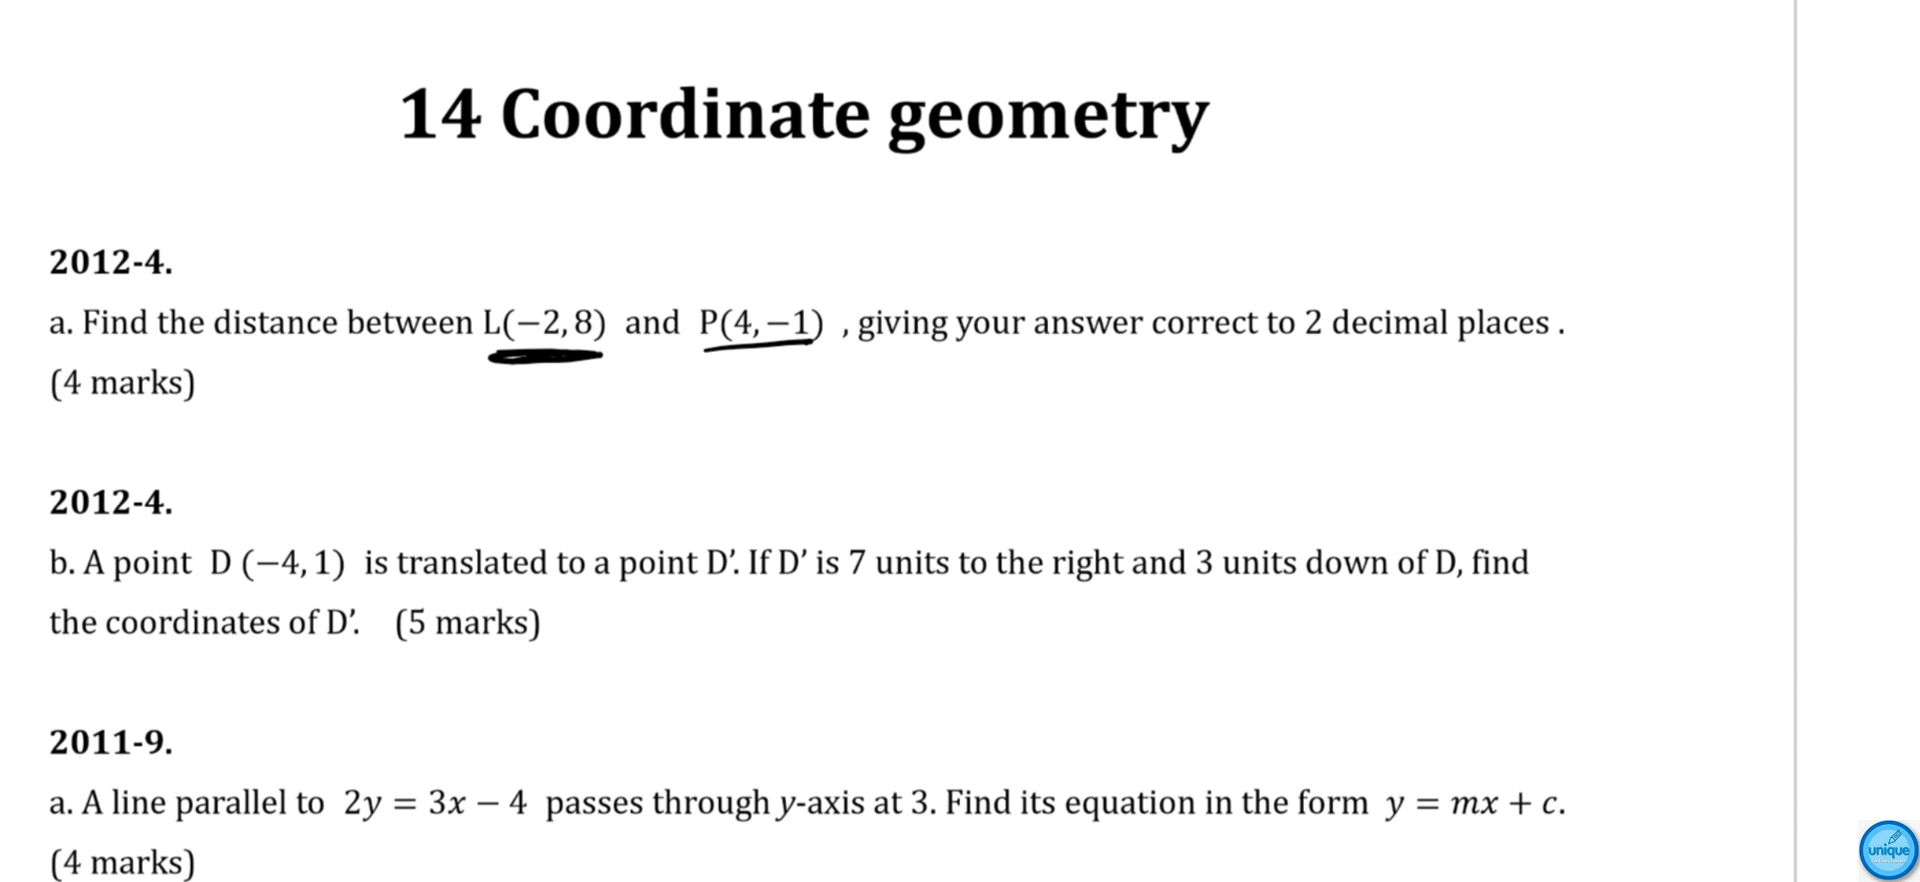 14 Coordinate geometry
2012-4.
a. Find the distance between L(−2, 8) and P(4, −1) , giving your answer correct to 2 decimal places .
(4 marks)
2012-4.
b. A point D (−4, 1) is translated to a point D′. If D′ is 7 units to the right and 3 units down of D, find
the coordinates of D′. (5 marks)
2011-9.
a. A line parallel to 2y = 3x − 4 passes through y-axis at 3. Find its equation in the form y = mx + c.
(4 marks)
unique